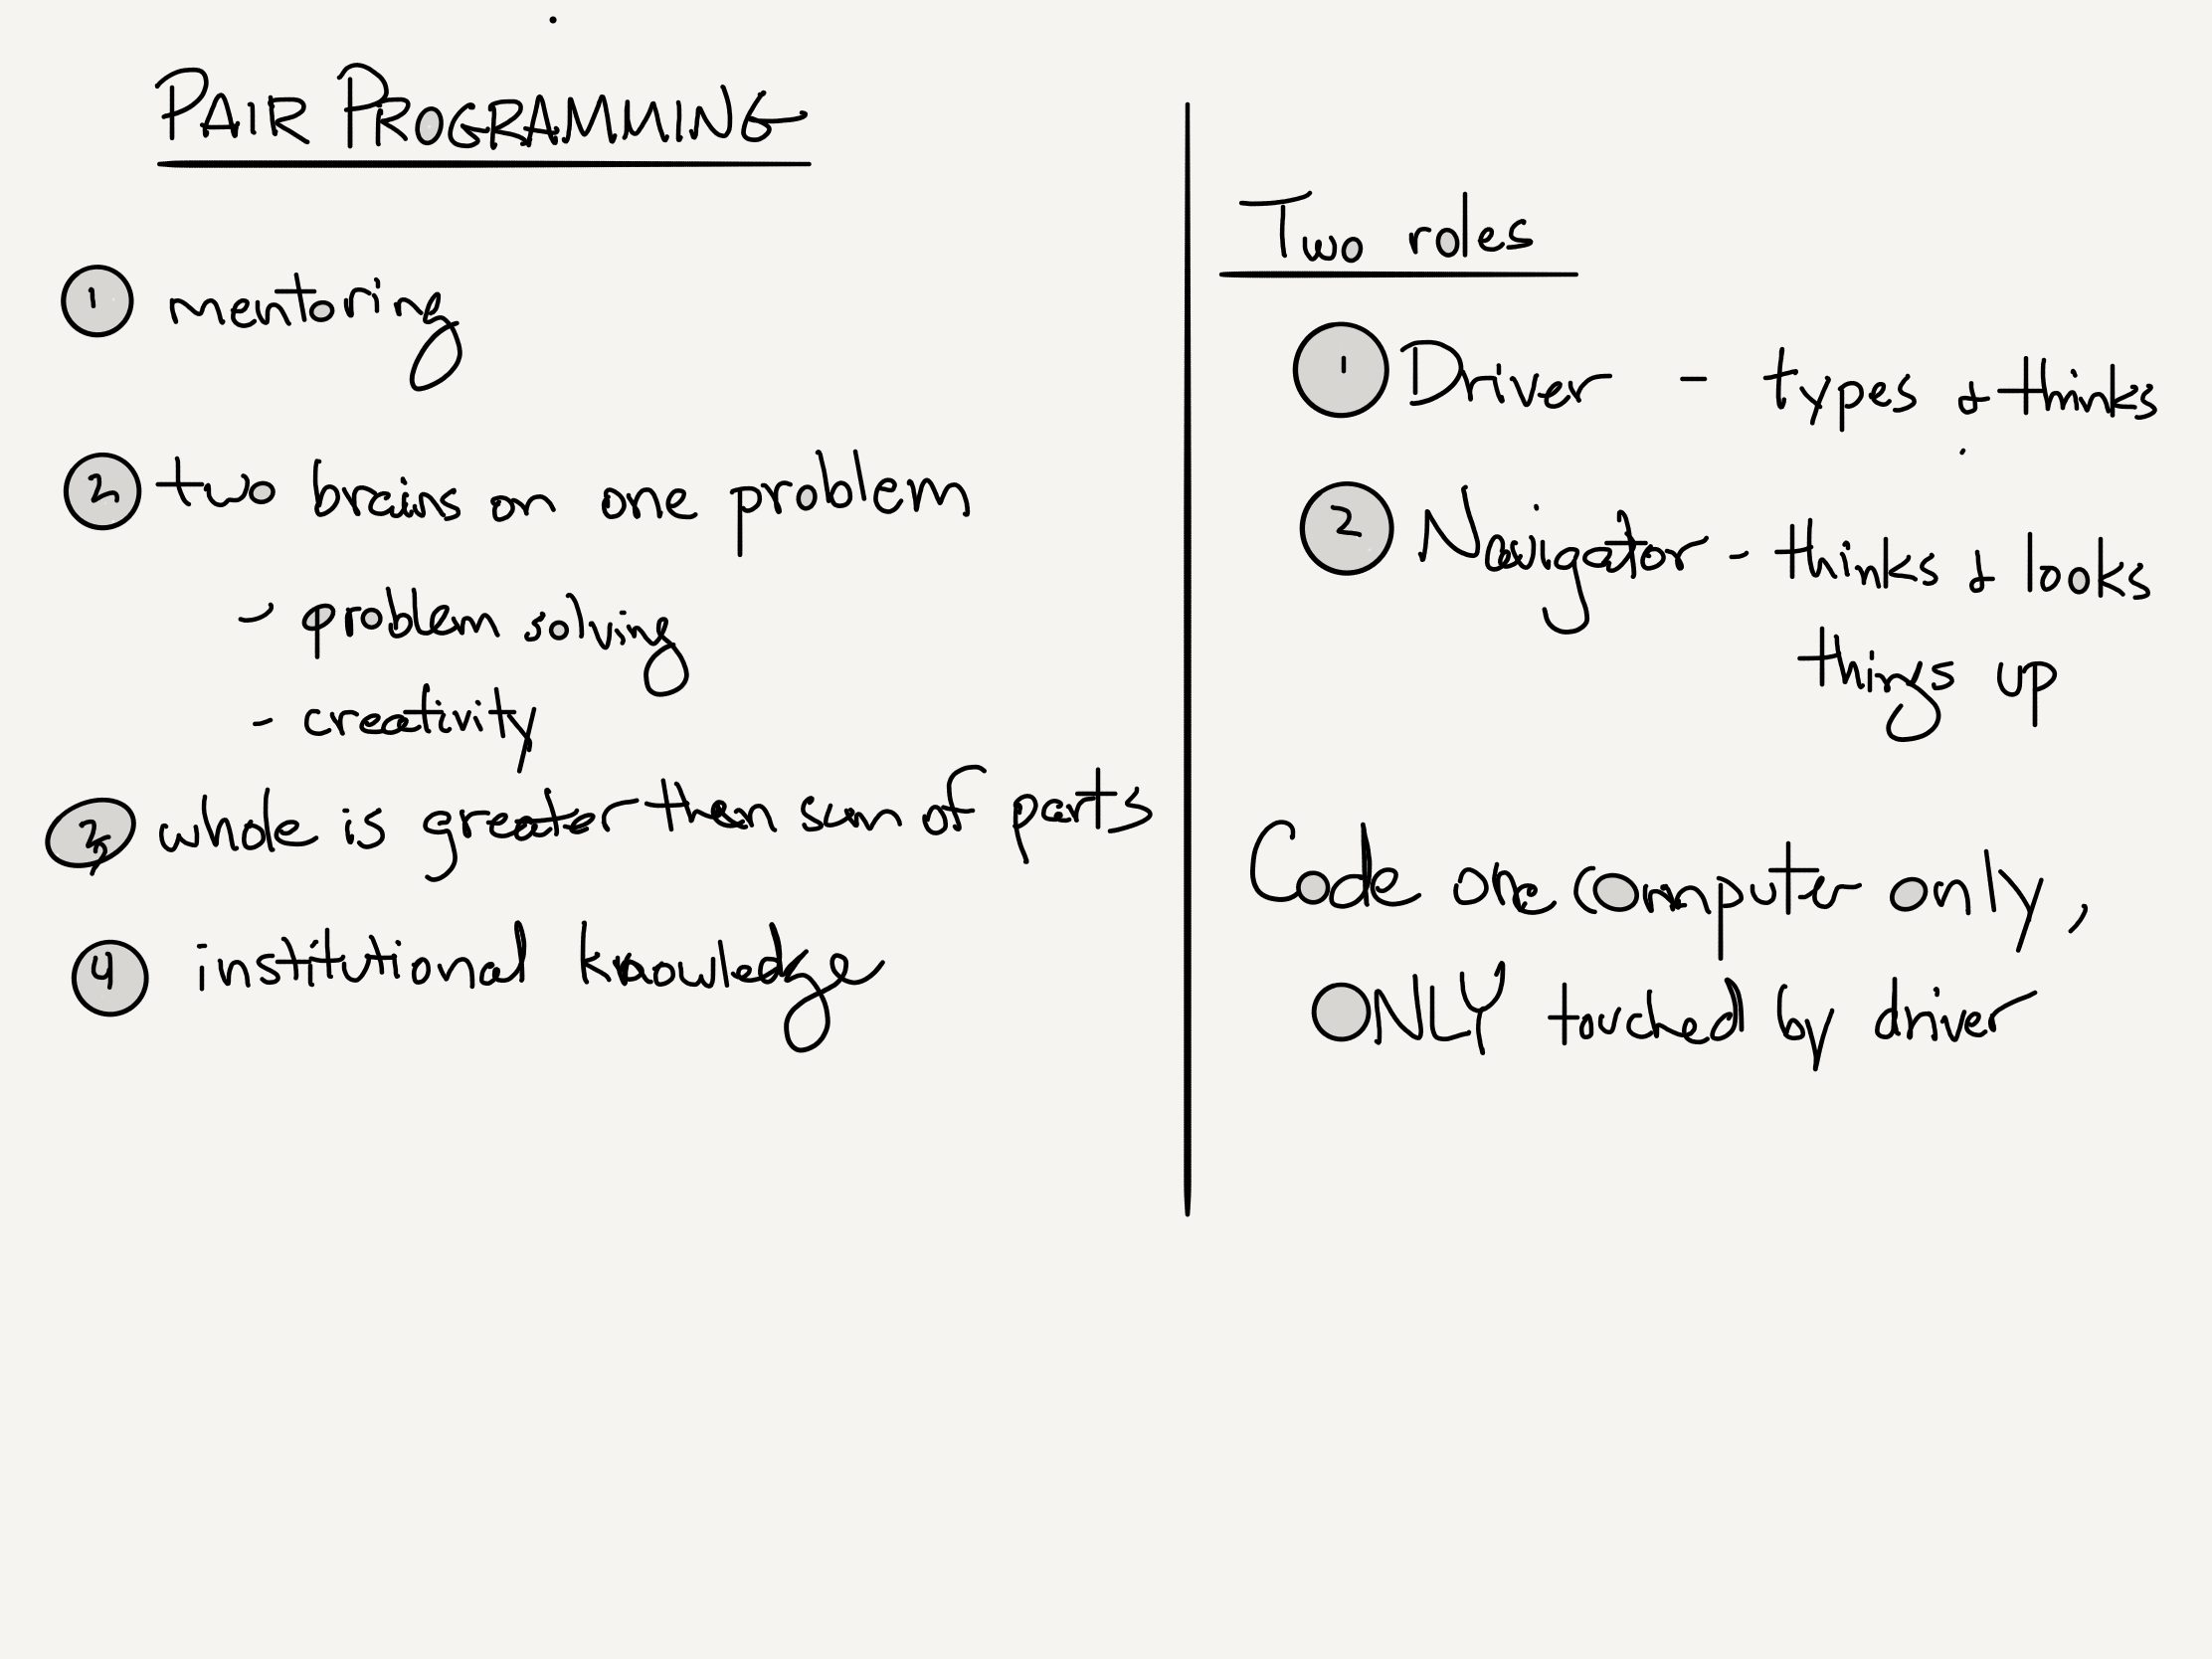 PAIR PROGRAMMING
1 mentoring
2 two brains on one problem
- problem solving
- creativity
3 whole is greater than sum of parts
4 institutional knowledge
Two roles
1 Driver - types & thinks
2 Navigator - thinks & looks
things up
Code one computer only,
ONLY touched by driver